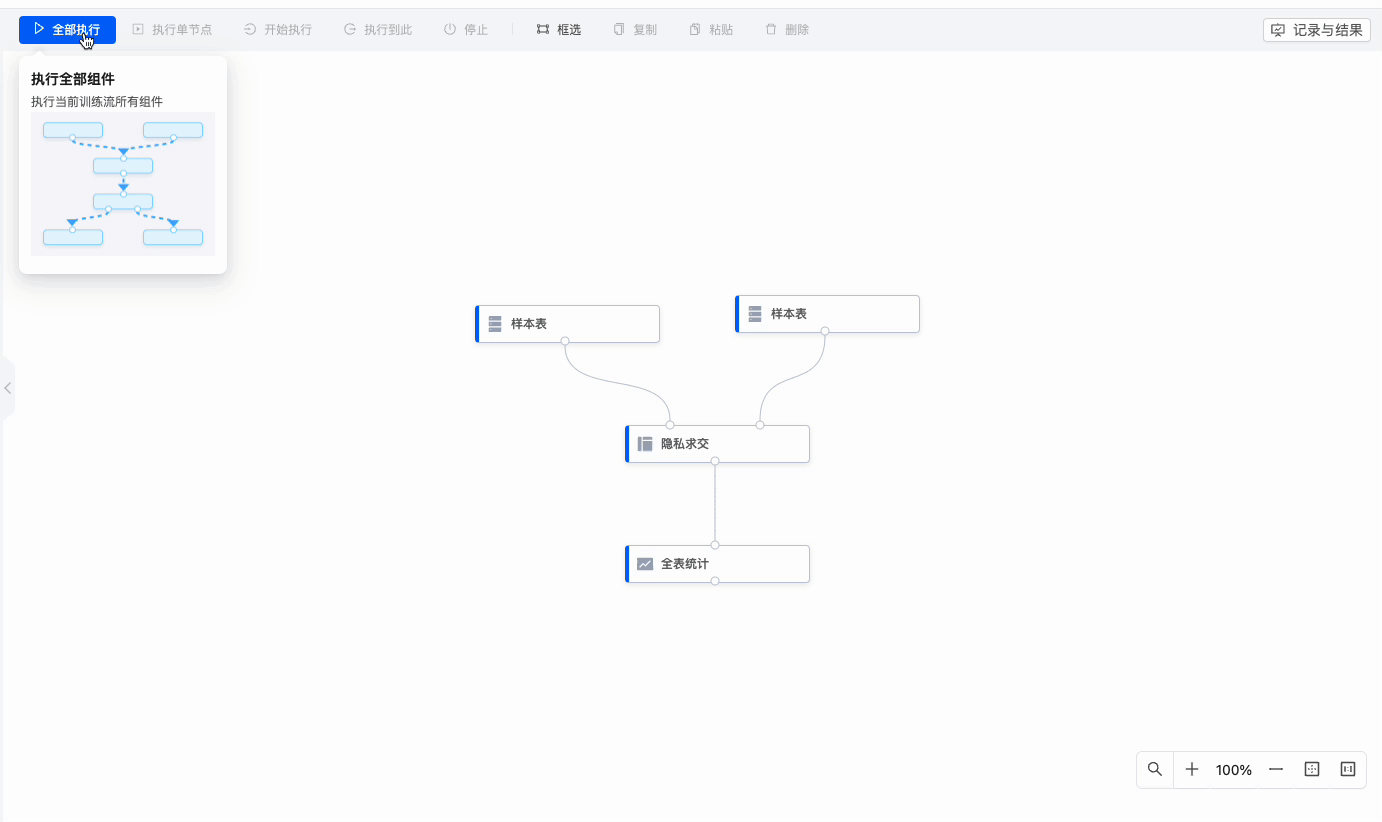 全部执行
执行单节点
开始执行
执行到此
停止
框选
复制
粘贴
删除
记录与结果
执行全部组件
执行当前训练流所有组件
样本表
样本表
隐私求交
全表统计
100%